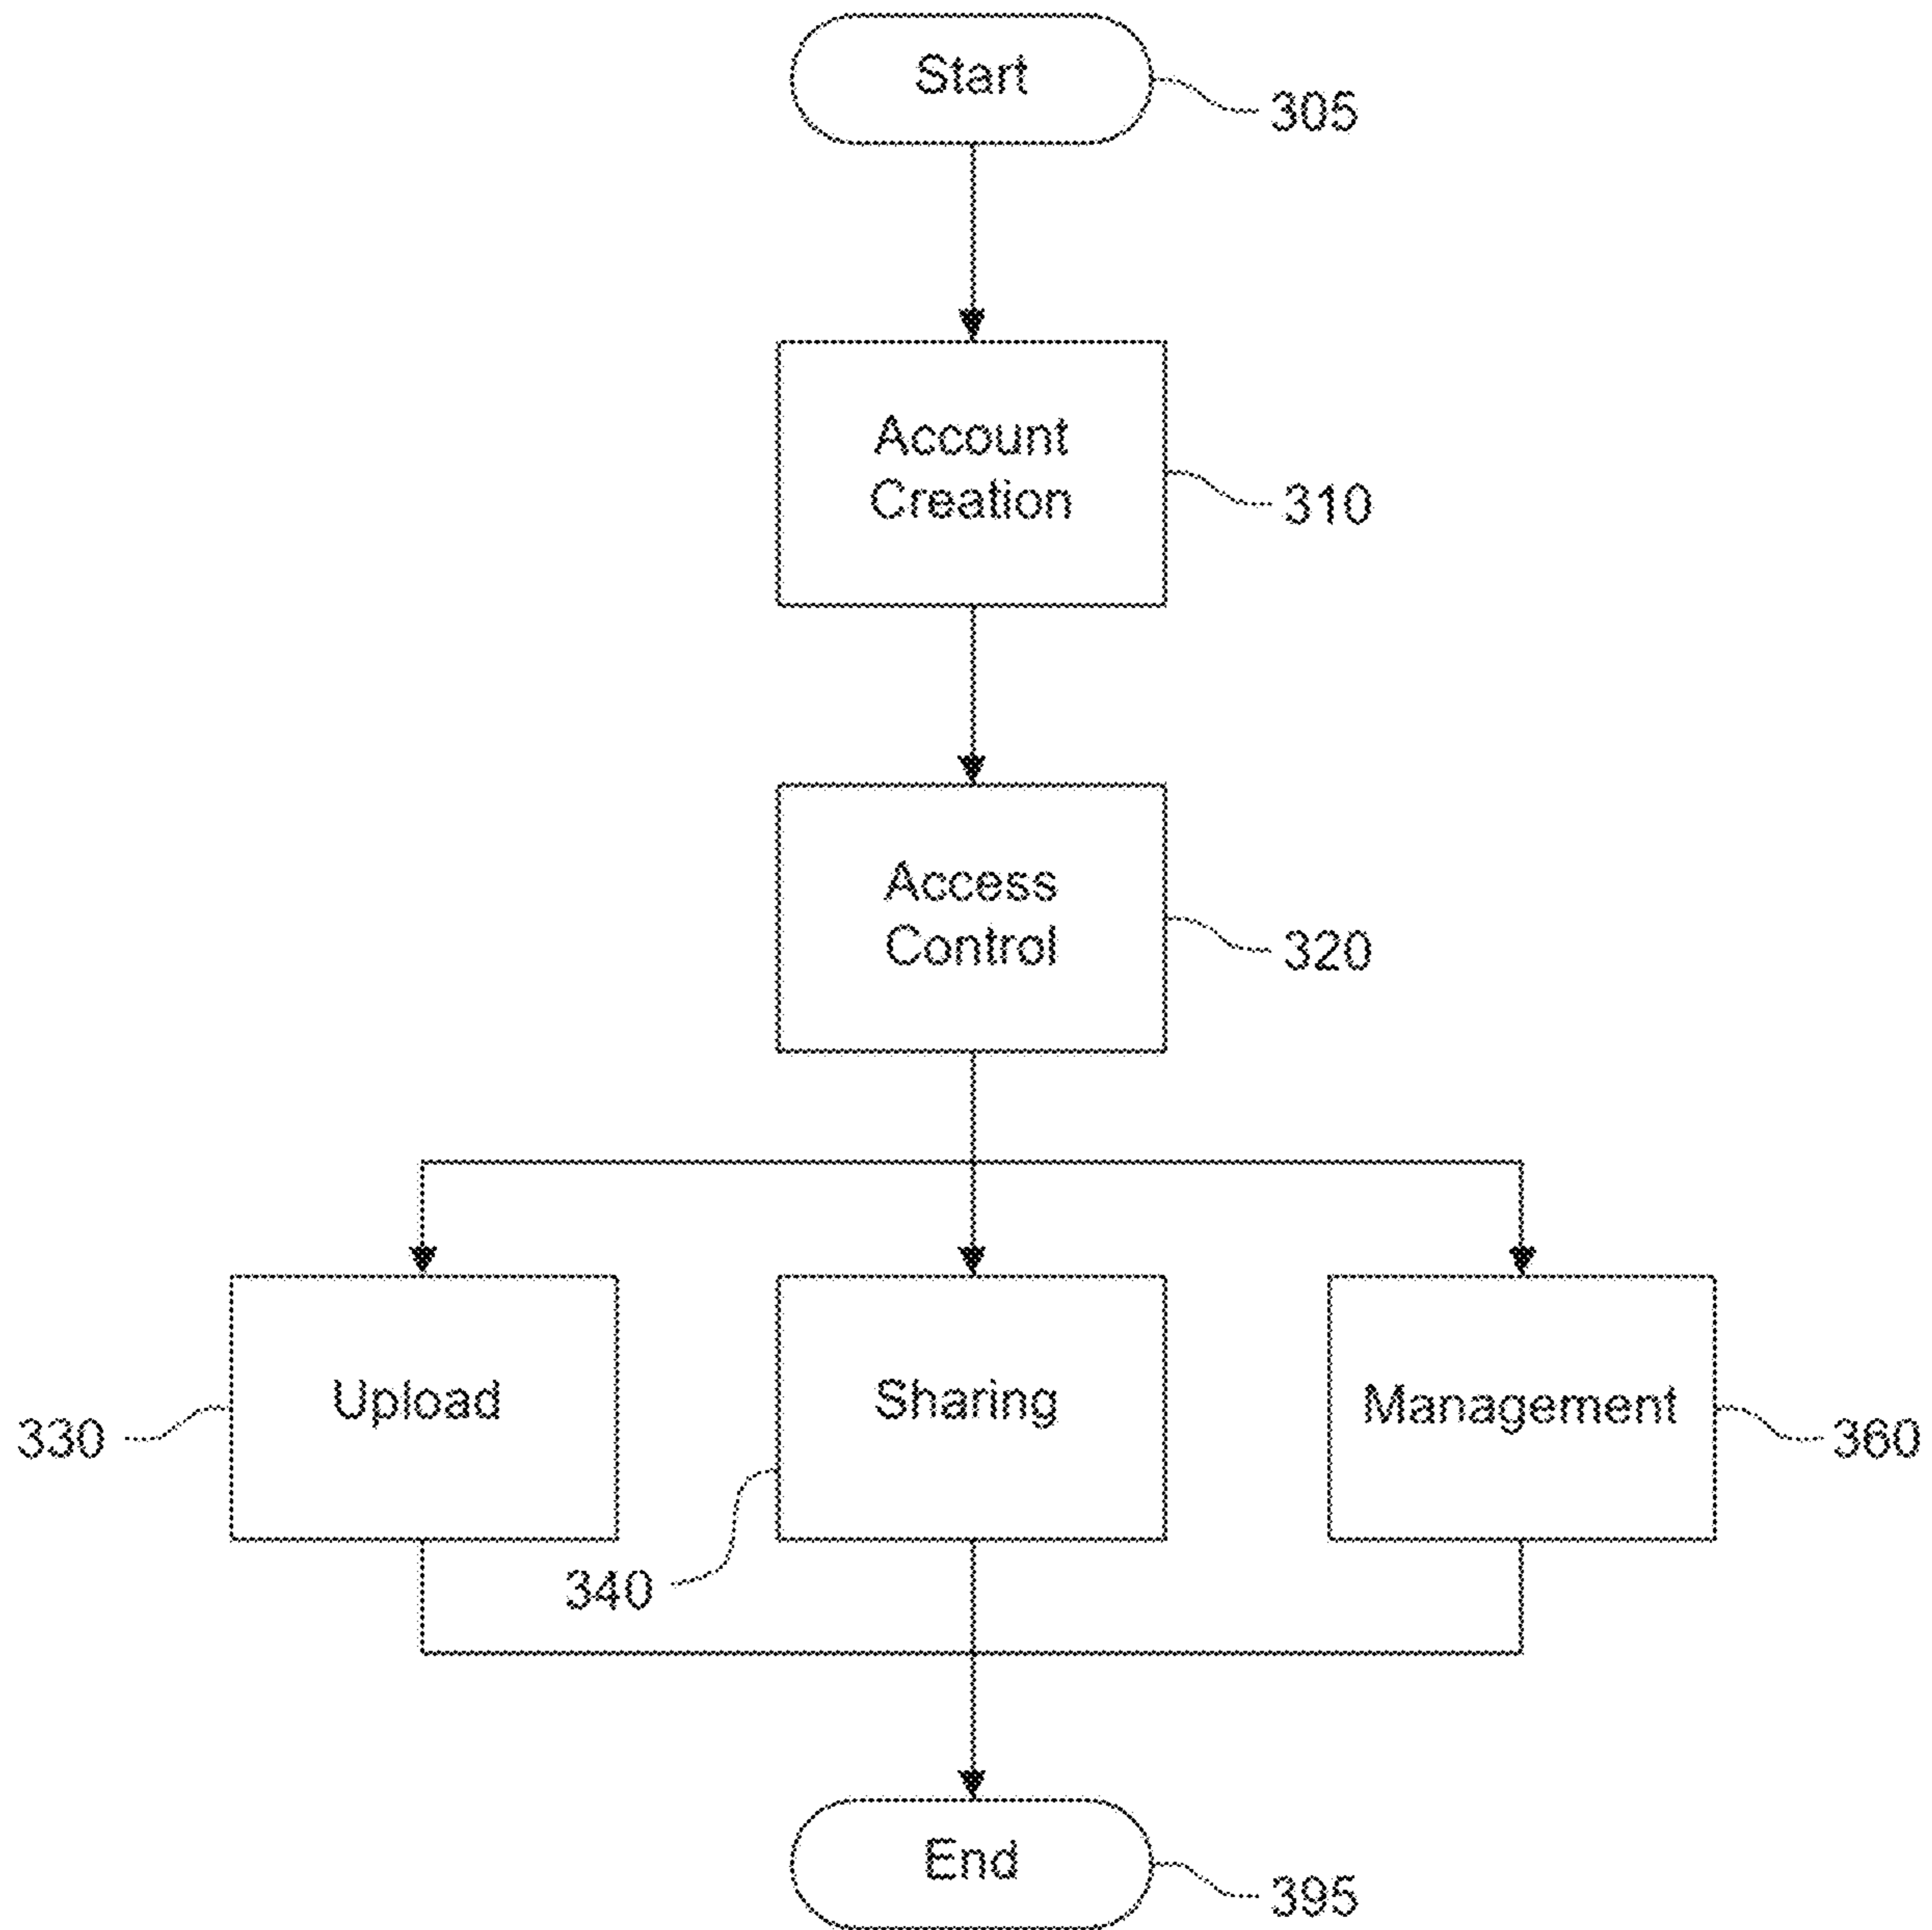 Start
305
Account
Creation
310
Access
Control
320
Upload
Sharing
Management
330
360
340
End
395